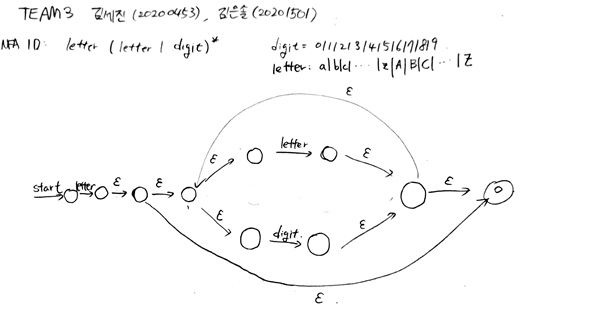 TEAM3 김세진 (20200453), 김은솔 (20201501)
NFA ID: letter (letter | digit)*
digit = 0|1|2|3|4|5|6|7|8|9
letter: a|b|c|··· |z|A|B|C|··· |Z
ε
letter
ε
ε
start
letter
ε
ε
ε
ε
digit.
ε
ε